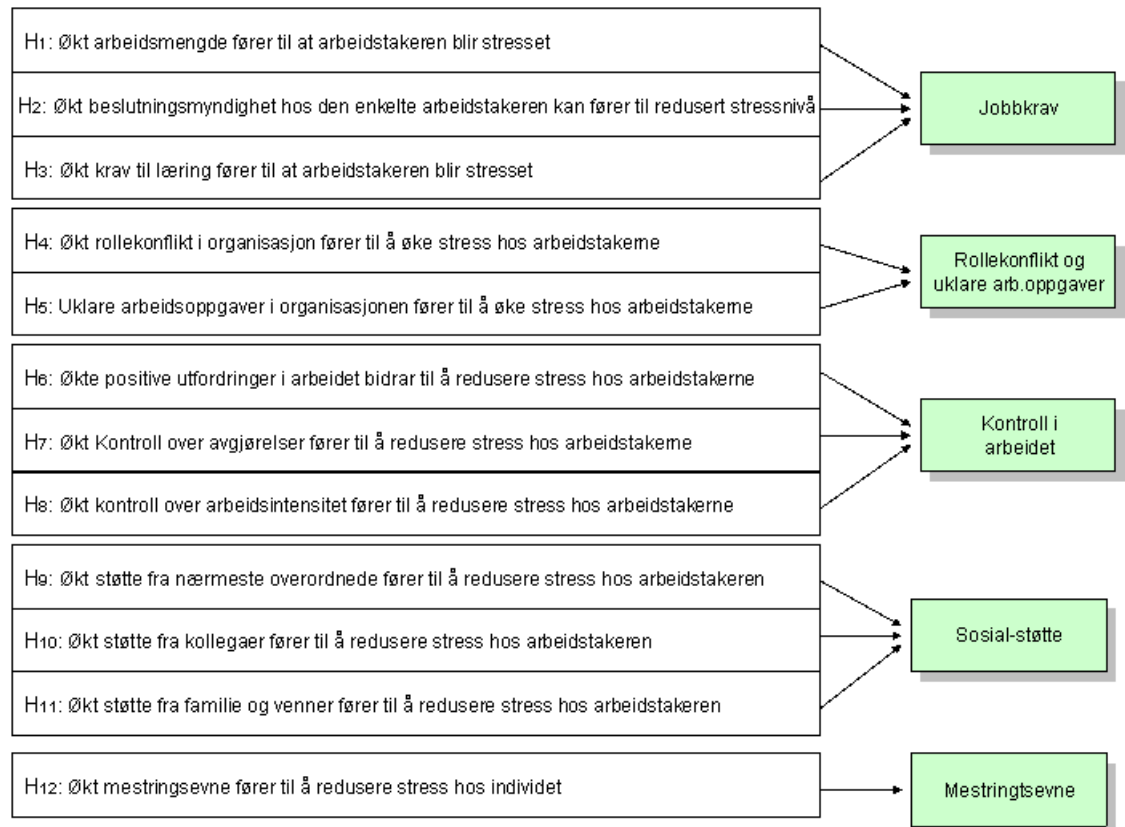 H1: Økt arbeidsmengde fører til at arbeidstakeren blir stresset
H2: Økt beslutningsmyndighet hos den enkelte arbeidstakeren kan fører til redusert stressnivå
H3: Økt krav til læring fører til at arbeidstakeren blir stresset
Jobbkrav
H4: Økt rollekonflikt i organisasjon fører til å øke stress hos arbeidstakerne
H5: Uklare arbeidsoppgaver i organisasjonen fører til å øke stress hos arbeidstakerne
Rollekonflikt og
uklare arb.oppgaver
H6: Økte positive utfordringer i arbeidet bidrar til å redusere stress hos arbeidstakerne
H7: Økt Kontroll over avgjørelser fører til å redusere stress hos arbeidstakerne
H8: Økt kontroll over arbeidsintensitet fører til å redusere stress hos arbeidstakerne
Kontroll i
arbeidet
H9: Økt støtte fra nærmeste overordnede fører til å redusere stress hos arbeidstakeren
H10: Økt støtte fra kollegaer fører til å redusere stress hos arbeidstakeren
H11: Økt støtte fra familie og venner fører til å redusere stress hos arbeidstakeren
Sosial-støtte
H12: Økt mestringsevne fører til å redusere stress hos individet
Mestringtsevne